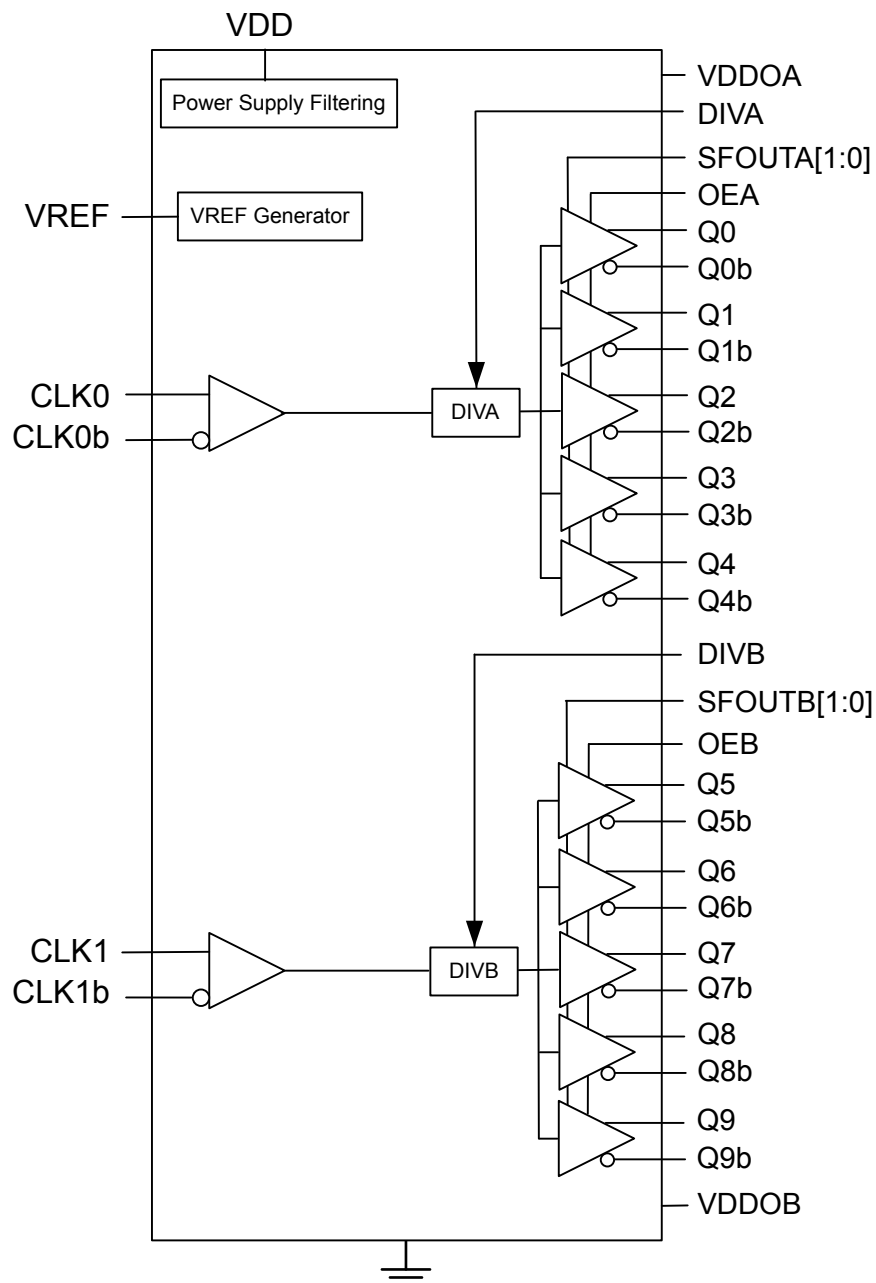 VDD
Power Supply Filtering
VREF
VREF Generator
CLK0
CLK0b
DIVA
VDDOA
DIVA
SFOUTA[1:0]
OEA
Q0
Q0b
Q1
Q1b
Q2
Q2b
Q3
Q3b
Q4
Q4b
CLK1
CLK1b
DIVB
DIVB
SFOUTB[1:0]
OEB
Q5
Q5b
Q6
Q6b
Q7
Q7b
Q8
Q8b
Q9
Q9b
VDDOB